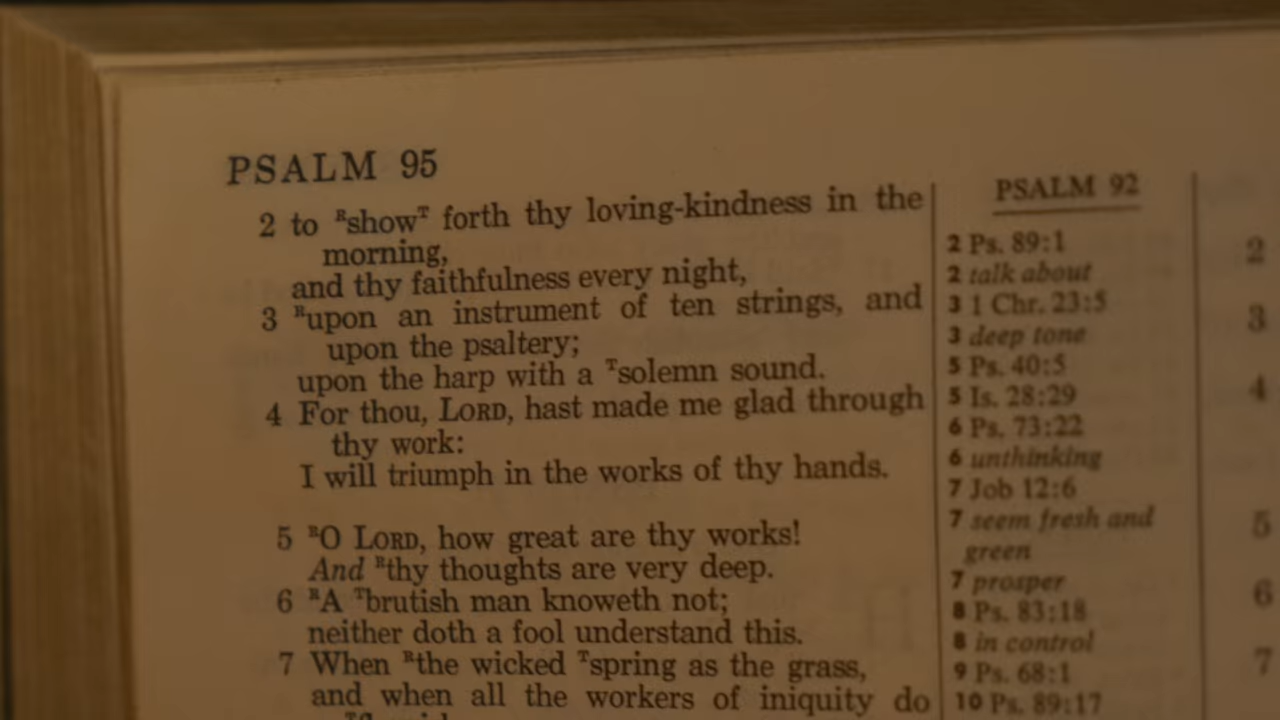 PSALM 95
2 to ᴿshowᵀ forth thy loving-kindness in the
morning,
and thy faithfulness every night,
3 ᴿupon an instrument of ten strings, and
upon the psaltery;
upon the harp with a ᵀsolemn sound.
4 For thou, LORD, hast made me glad through
thy work:
I will triumph in the works of thy hands.
5 ᴿO LORD, how great are thy works!
And ᴿthy thoughts are very deep.
6 ᴿA ᵀbrutish man knoweth not;
neither doth a fool understand this.
7 When ᴿthe wicked ᵀspring as the grass,
and when all the workers of iniquity do
PSALM 92
2 Ps. 89:1
2 talk about
3 1 Chr. 23:5
3 deep tone
5 Ps. 40:5
5 Is. 28:29
6 Ps. 73:22
6 unthinking
7 Job 12:6
7 seem fresh and
green
7 prosper
8 Ps. 83:18
8 in control
9 Ps. 68:1
10 Ps. 89:17
2
3
4
5
6
7